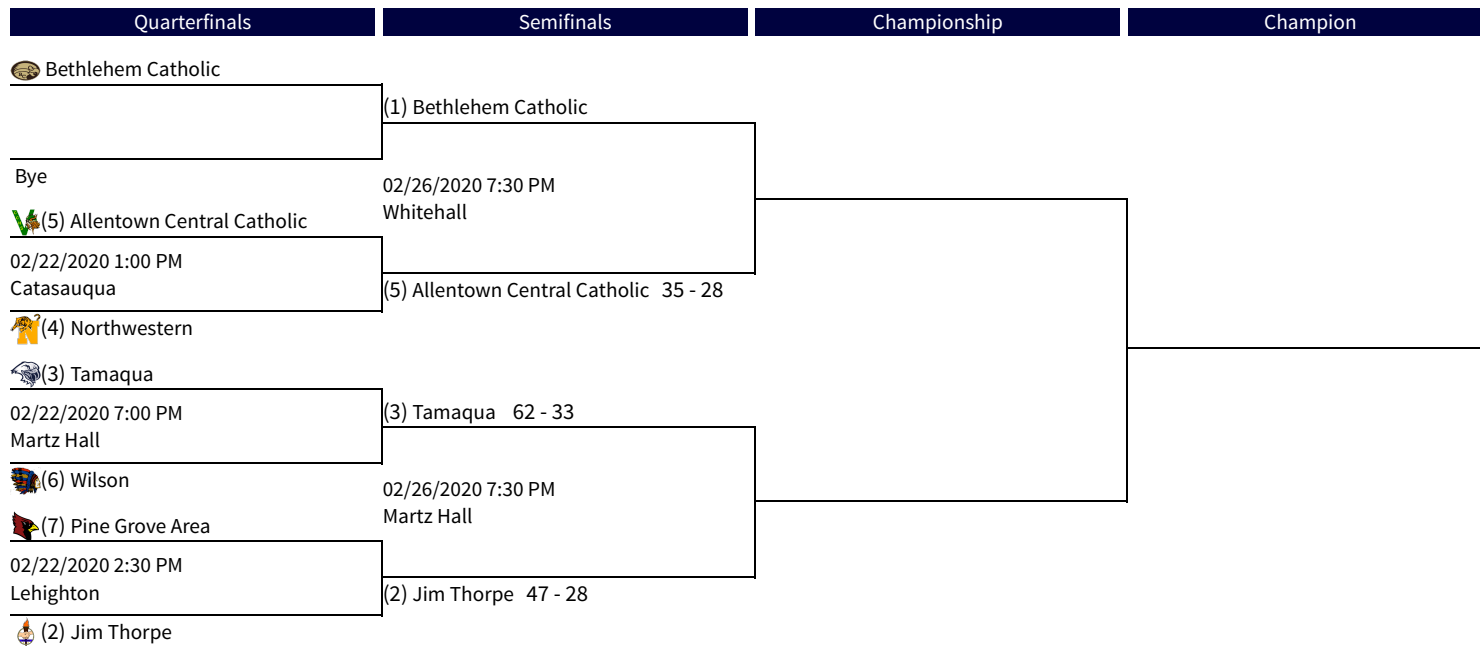 Quarterfinals
Semifinals
Championship
Champion
Bethlehem Catholic
Bye
(5) Allentown Central Catholic
02/22/2020 1:00 PM
Catasauqua
(4) Northwestern
(3) Tamaqua
02/22/2020 7:00 PM
Martz Hall
(6) Wilson
(7) Pine Grove Area
02/22/2020 2:30 PM
Lehighton
(2) Jim Thorpe
(1) Bethlehem Catholic
02/26/2020 7:30 PM
Whitehall
(5) Allentown Central Catholic 35 - 28
(3) Tamaqua 62 - 33
02/26/2020 7:30 PM
Martz Hall
(2) Jim Thorpe 47 - 28